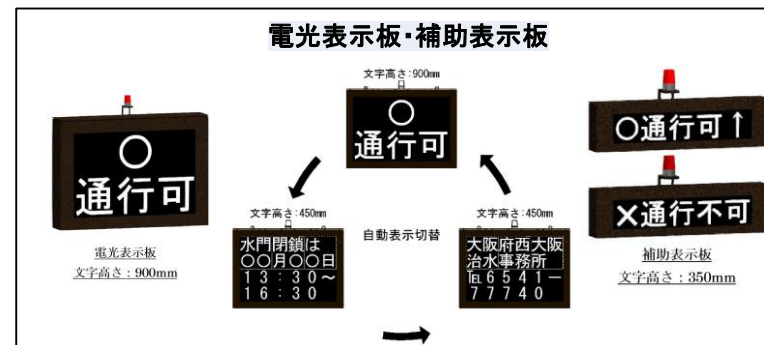 電光表示板・補助表示板
文字高さ：900mm
○
通行可
○
通行可
電光表示板
文字高さ：900mm
文字高さ：450mm
水門閉鎖は
○○月○○日
13：30〜
16：30
自動表示切替
文字高さ：450mm
大阪府西大阪
治水事務所
℡6541－
77740
○通行可↑
×通行不可
補助表示板
文字高さ：350mm